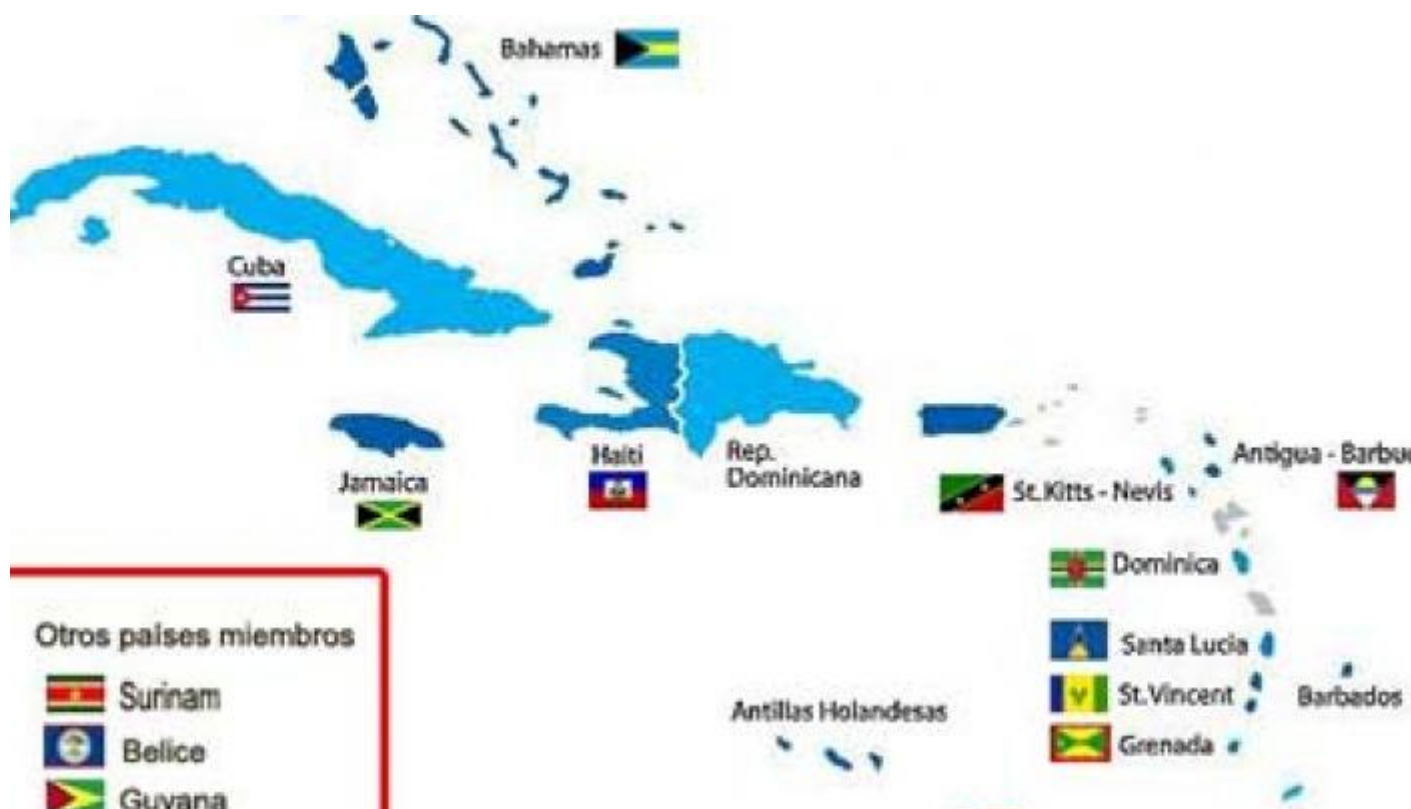 Bahamas
Cuba
Jamaica
Haiti
Rep.
Dominicana
St.Kitts - Nevis
Antigua - Barbu
Dominica
Santa Lucia
St.Vincent
Barbados
Grenada
Antillas Holandesas
Otros países miembros
Surinam
Belice
Guyana